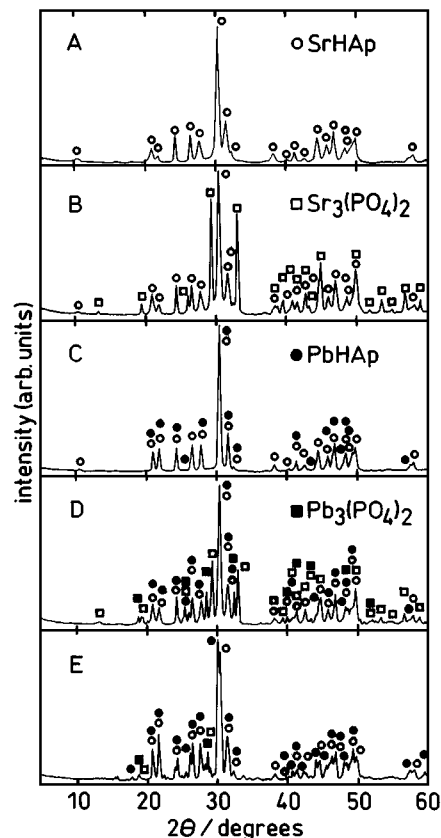 A
○ SrHAp
B
□ Sr3(PO4)2
C
● PbHAp
D
■ Pb3(PO4)2
E
intensity (arb. units)
10 20 30 40 50 60
2θ / degrees